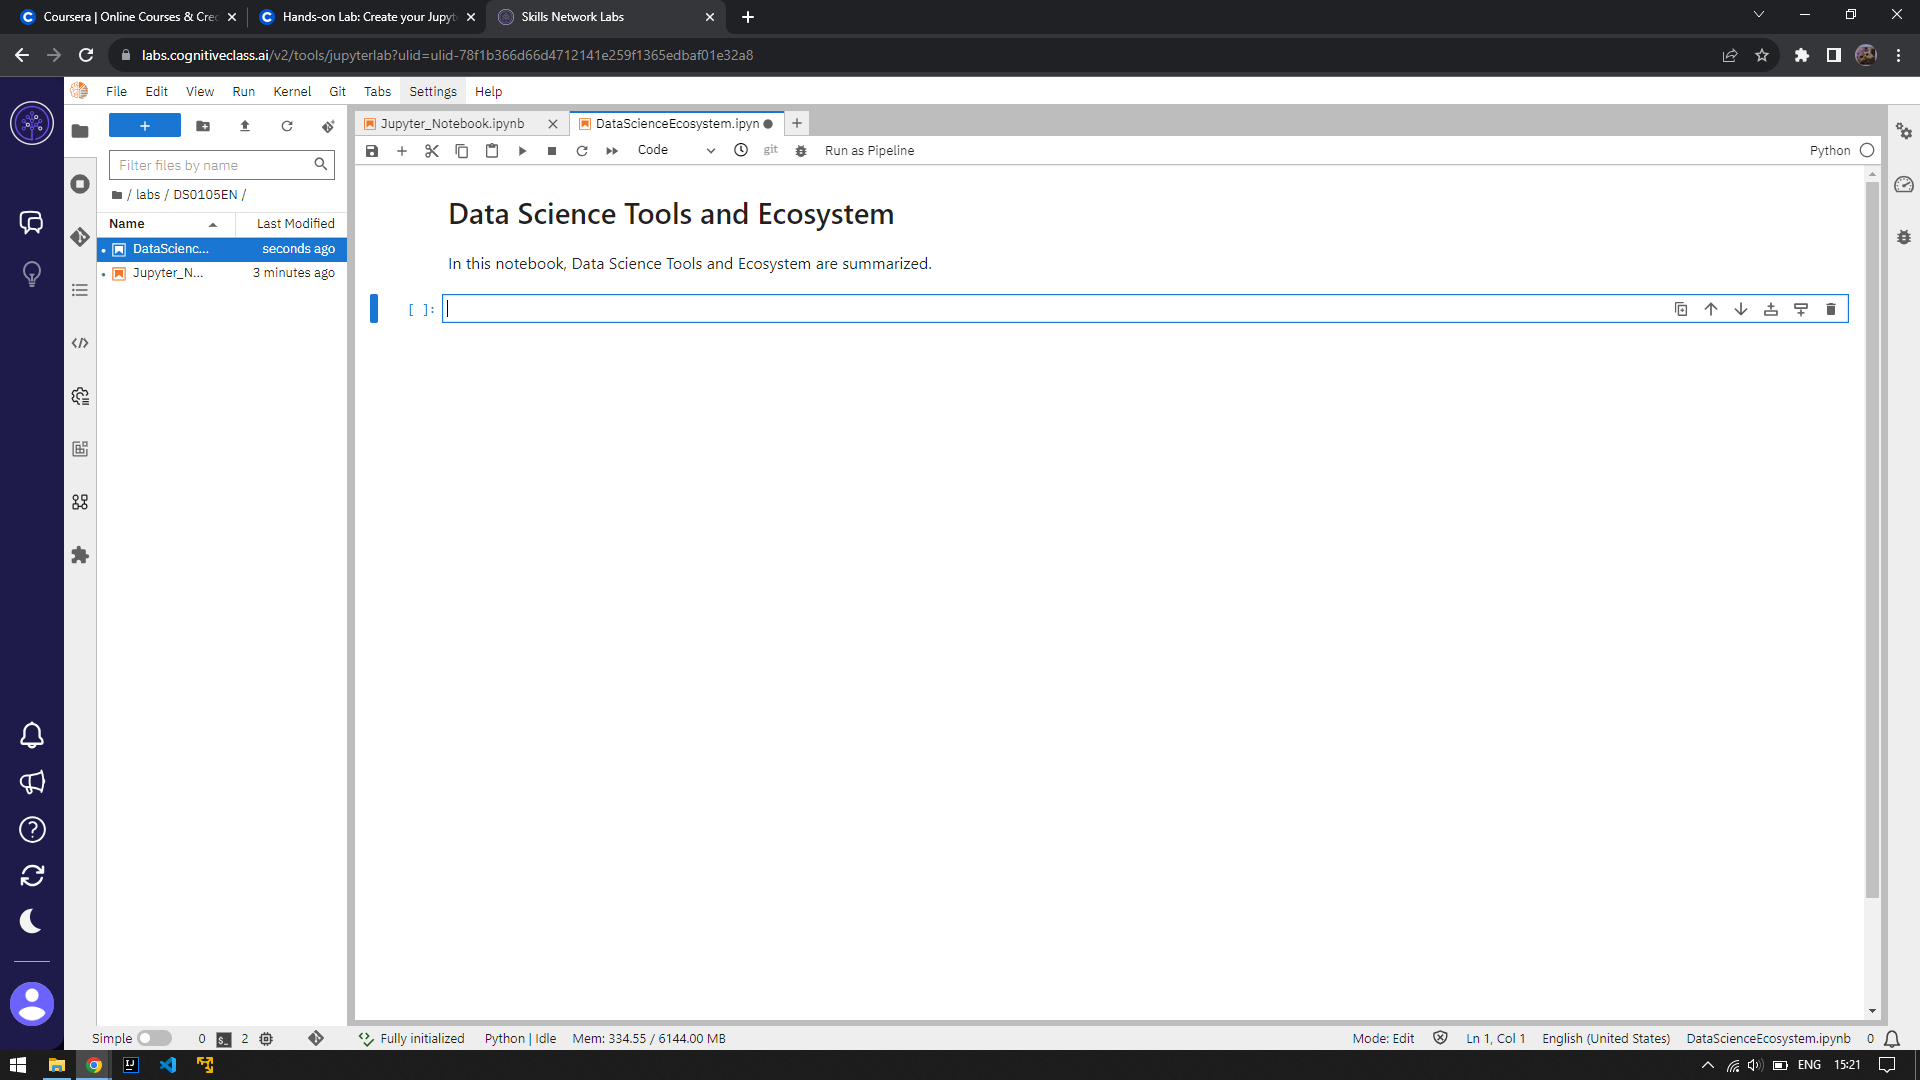 Coursera | Online Courses & Cre
Hands-on Lab: Create your Jupyt
Skills Network Labs
labs.cognitiveclass.ai/v2/tools/jupyterlab?ulid=ulid-78f1b366d66d4712141e259f1365edbaf01e32a8
File Edit View Run Kernel Git Tabs Settings Help
Jupyter_Notebook.ipynb
DataScienceEcosystem.ipyn
Code
git
Run as Pipeline
Python
Filter files by name
/ labs / DS0105EN /
Name Last Modified
DataScienc... seconds ago
Jupyter_N... 3 minutes ago
Data Science Tools and Ecosystem
In this notebook, Data Science Tools and Ecosystem are summarized.
[ ]:
Simple 0 $_ 2 Fully initialized Python | Idle Mem: 334.55 / 6144.00 MB Mode: Edit Ln 1, Col 1 English (United States) DataScienceEcosystem.ipynb 0
IJ ENG 15:21